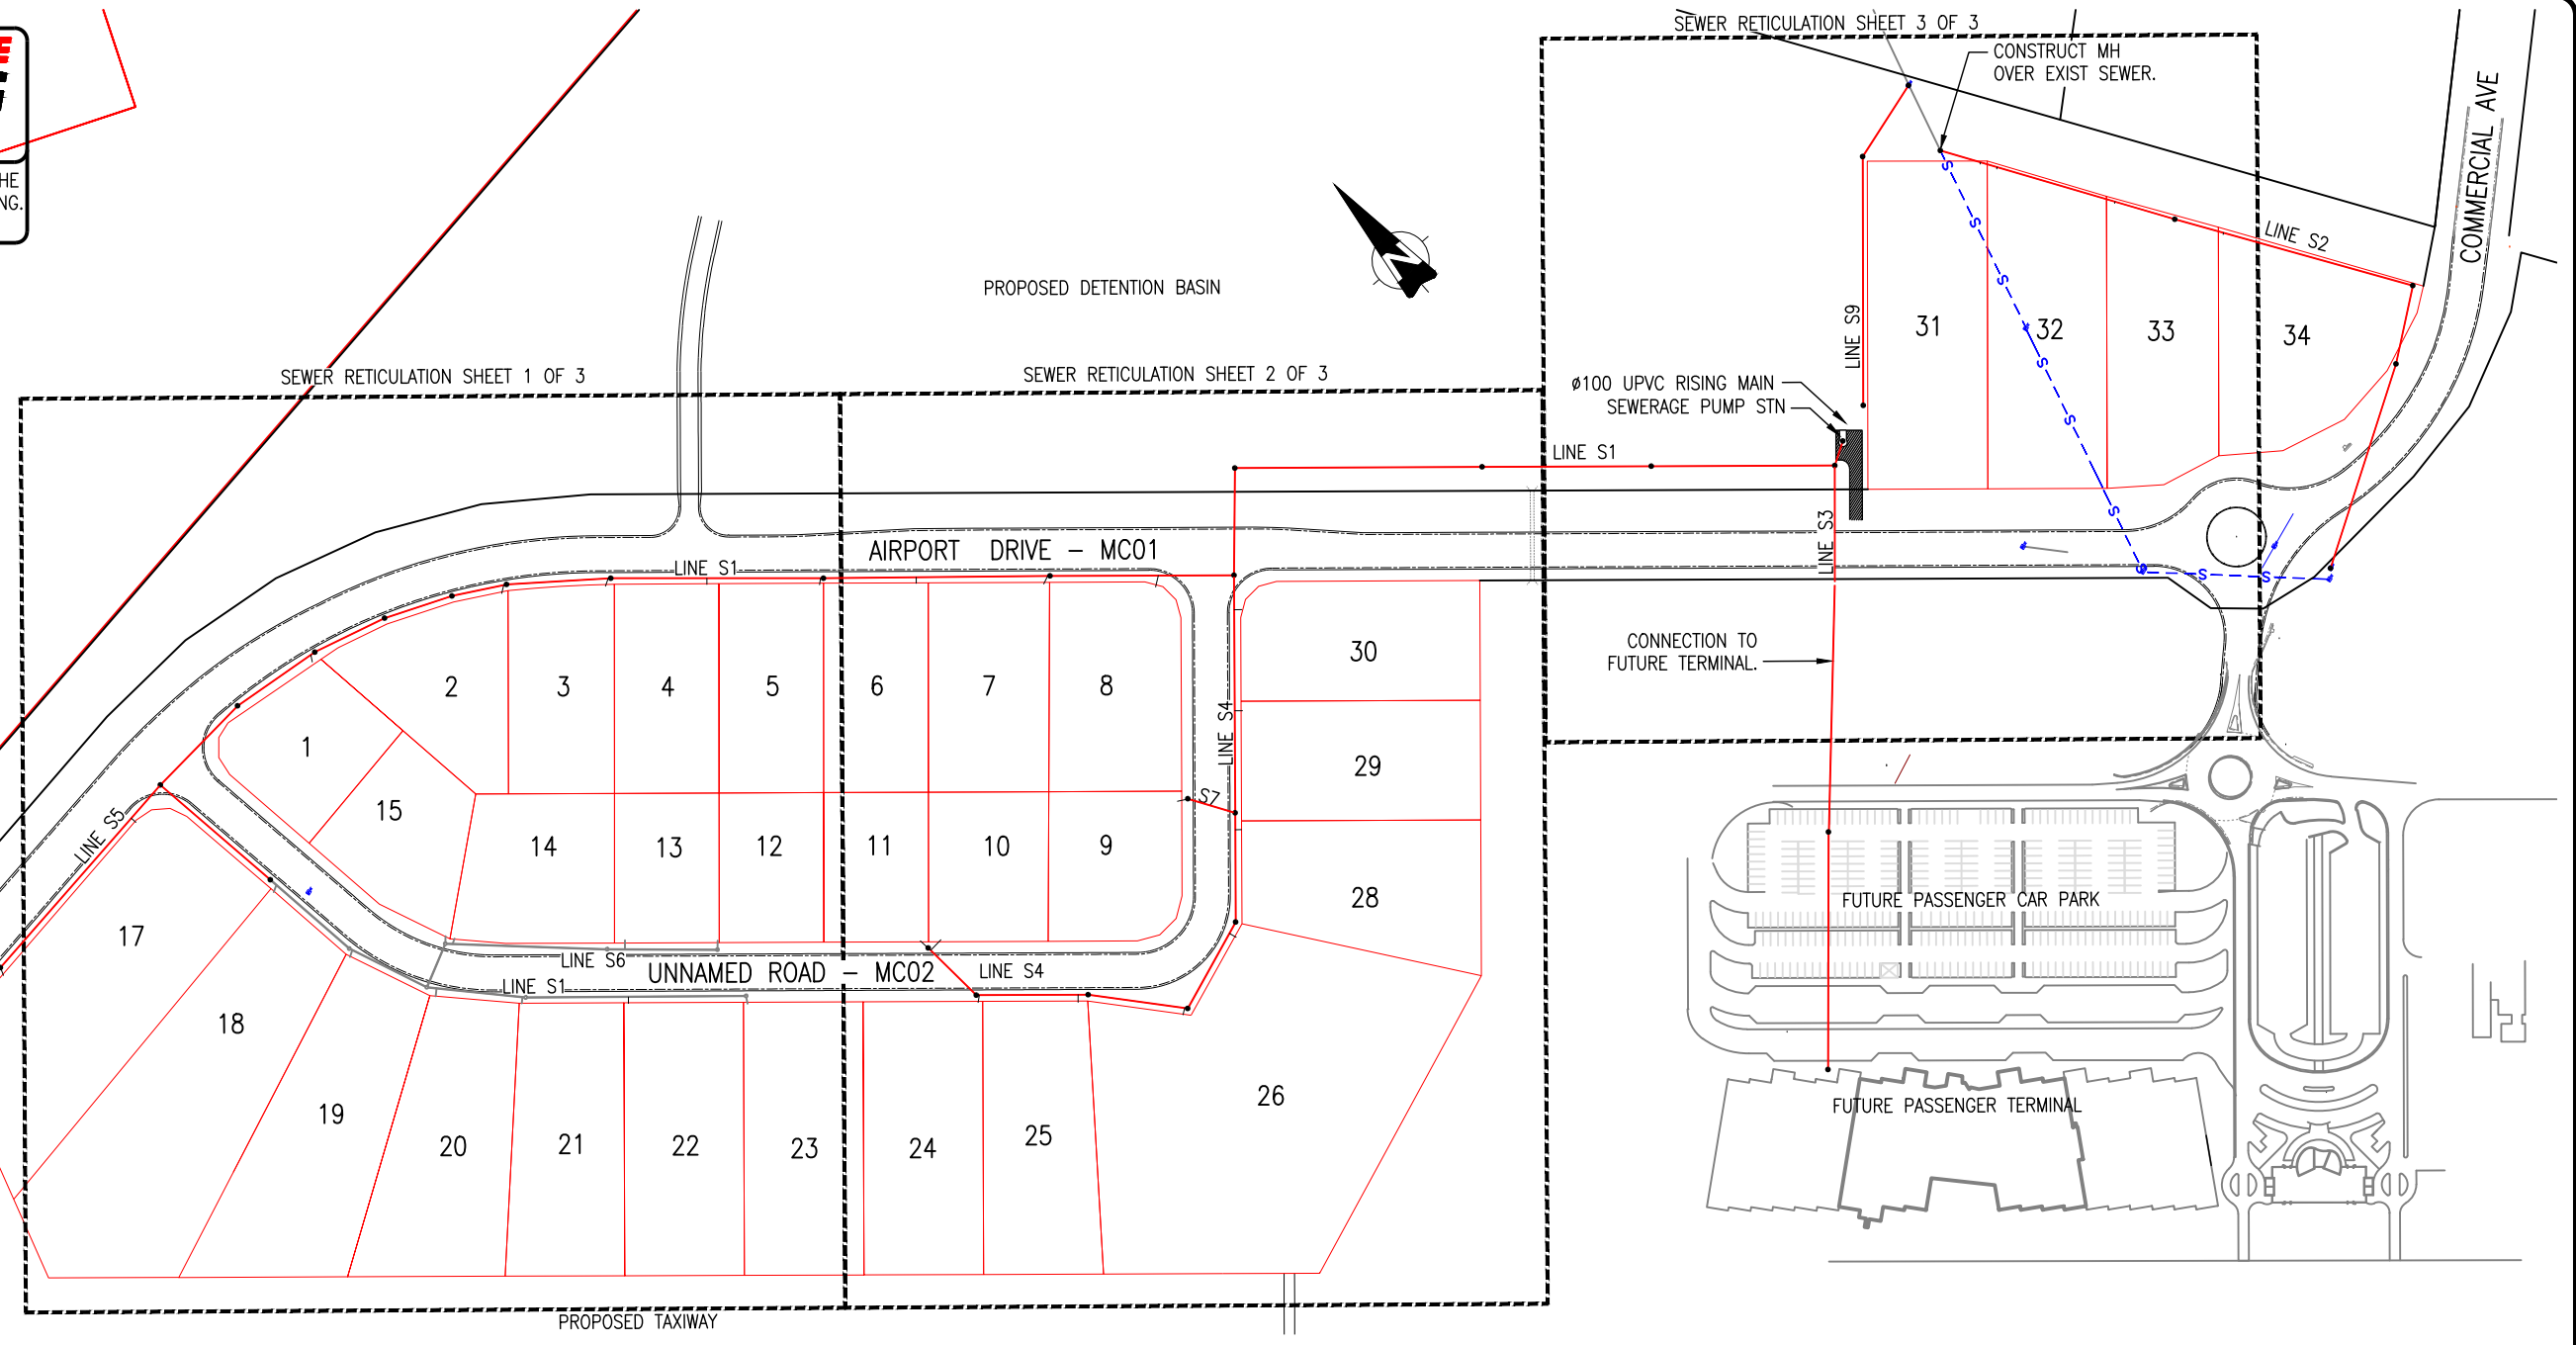 SEWER RETICULATION SHEET 3 OF 3
CONSTRUCT MH
OVER EXIST SEWER.
COMMERCIAL AVE
HE
NG.
LINE S2
PROPOSED DETENTION BASIN
N
LINE S9
31
32
33
34
SEWER RETICULATION SHEET 1 OF 3
SEWER RETICULATION SHEET 2 OF 3
Ø100 UPVC RISING MAIN
SEWERAGE PUMP STN
LINE S1
LINE S3
AIRPORT DRIVE - MC01
LINE S1
CONNECTION TO
FUTURE TERMINAL.
S
S
S
S
S
S
S
S
1
2
3
4
5
6
7
8
30
29
28
LINE S4
S7
LINE S5
15
14
13
12
11
10
9
17
18
19
LINE S6
UNNAMED ROAD - MC02
LINE S4
LINE S1
20
21
22
23
24
25
26
FUTURE PASSENGER CAR PARK
FUTURE PASSENGER TERMINAL
PROPOSED TAXIWAY